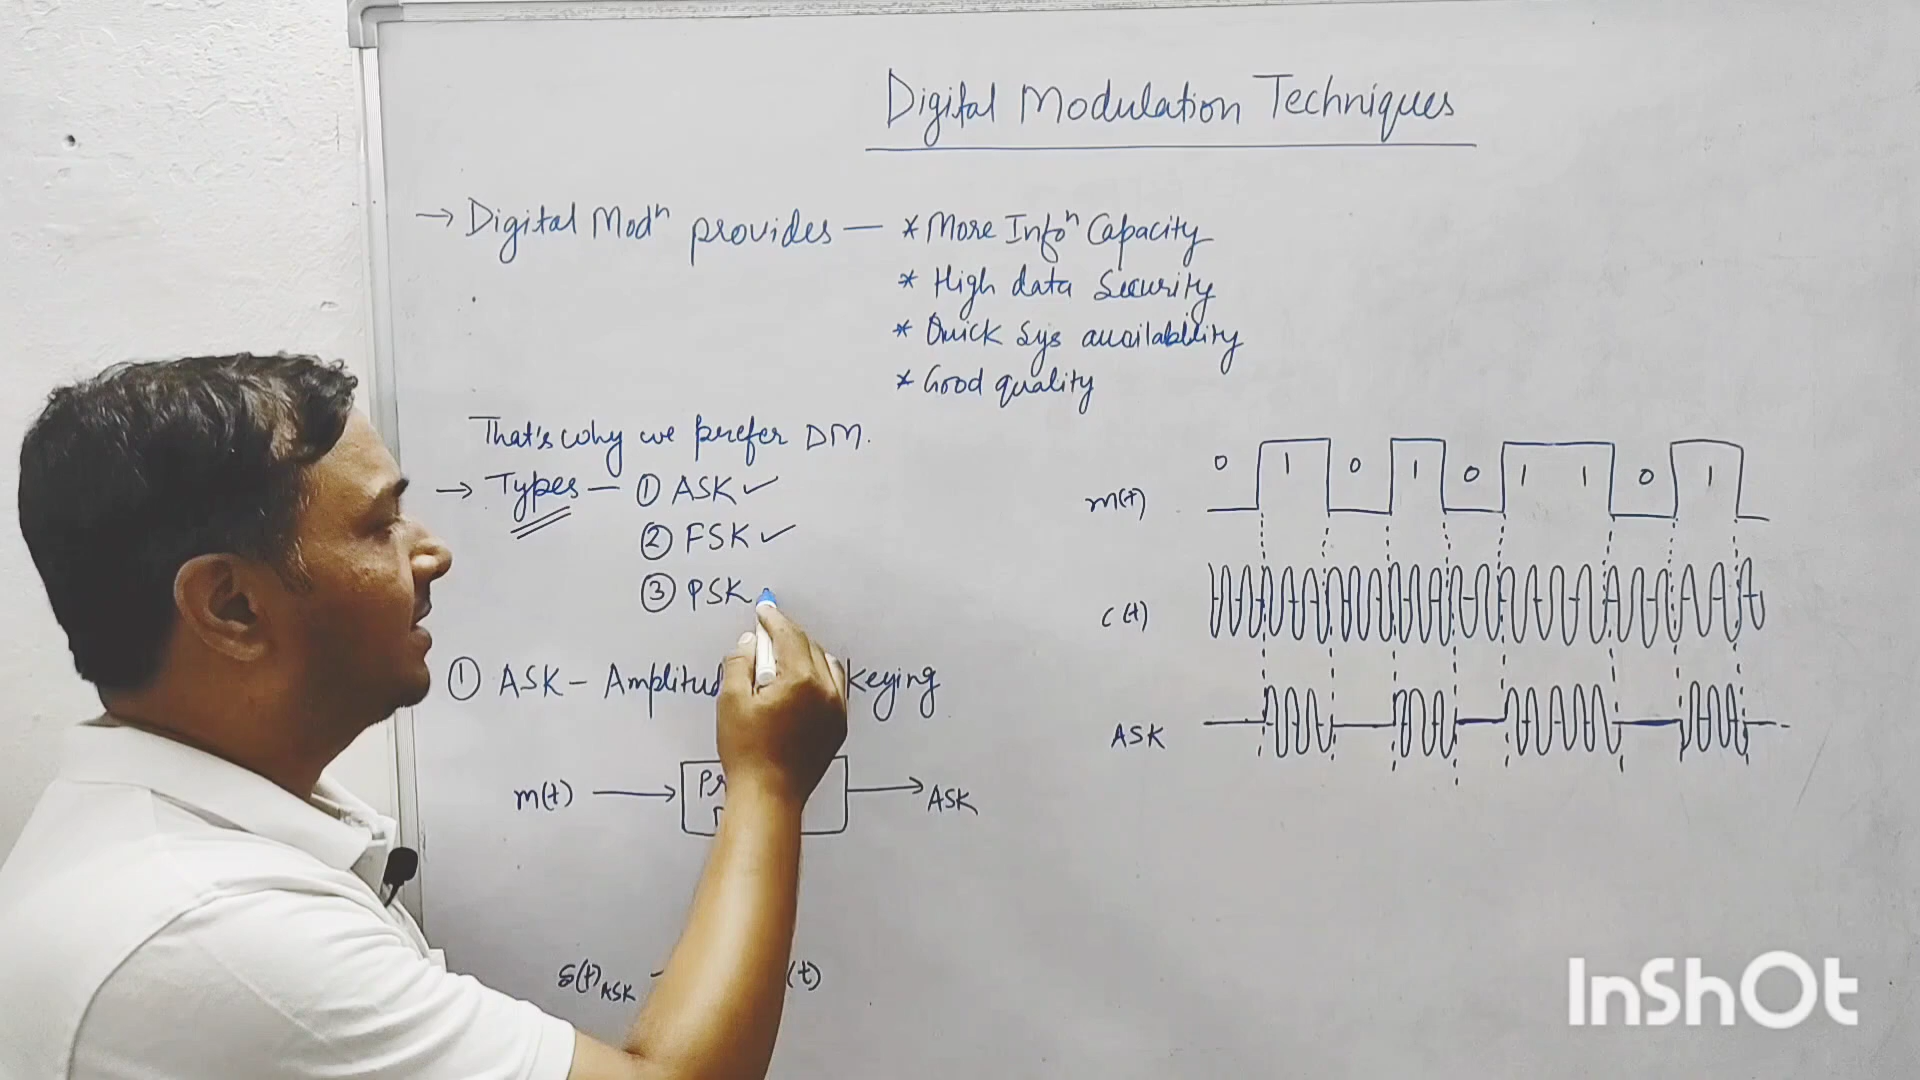 Digital Modulation Techniques
→ Digital Modⁿ provides — * More Infoⁿ Capacity
* High data Security
* Quick Sys availability
* Good quality
That's why we prefer DM.
→ Types — ① ASK ✓
② FSK ✓
③ PSK
① ASK - Amplitud keying
m(t) → Pr → ASK
S(t)ASK (t)
0 1 0 1 0 1 1 0 1
m(t)
c(t)
ASK
InShOt